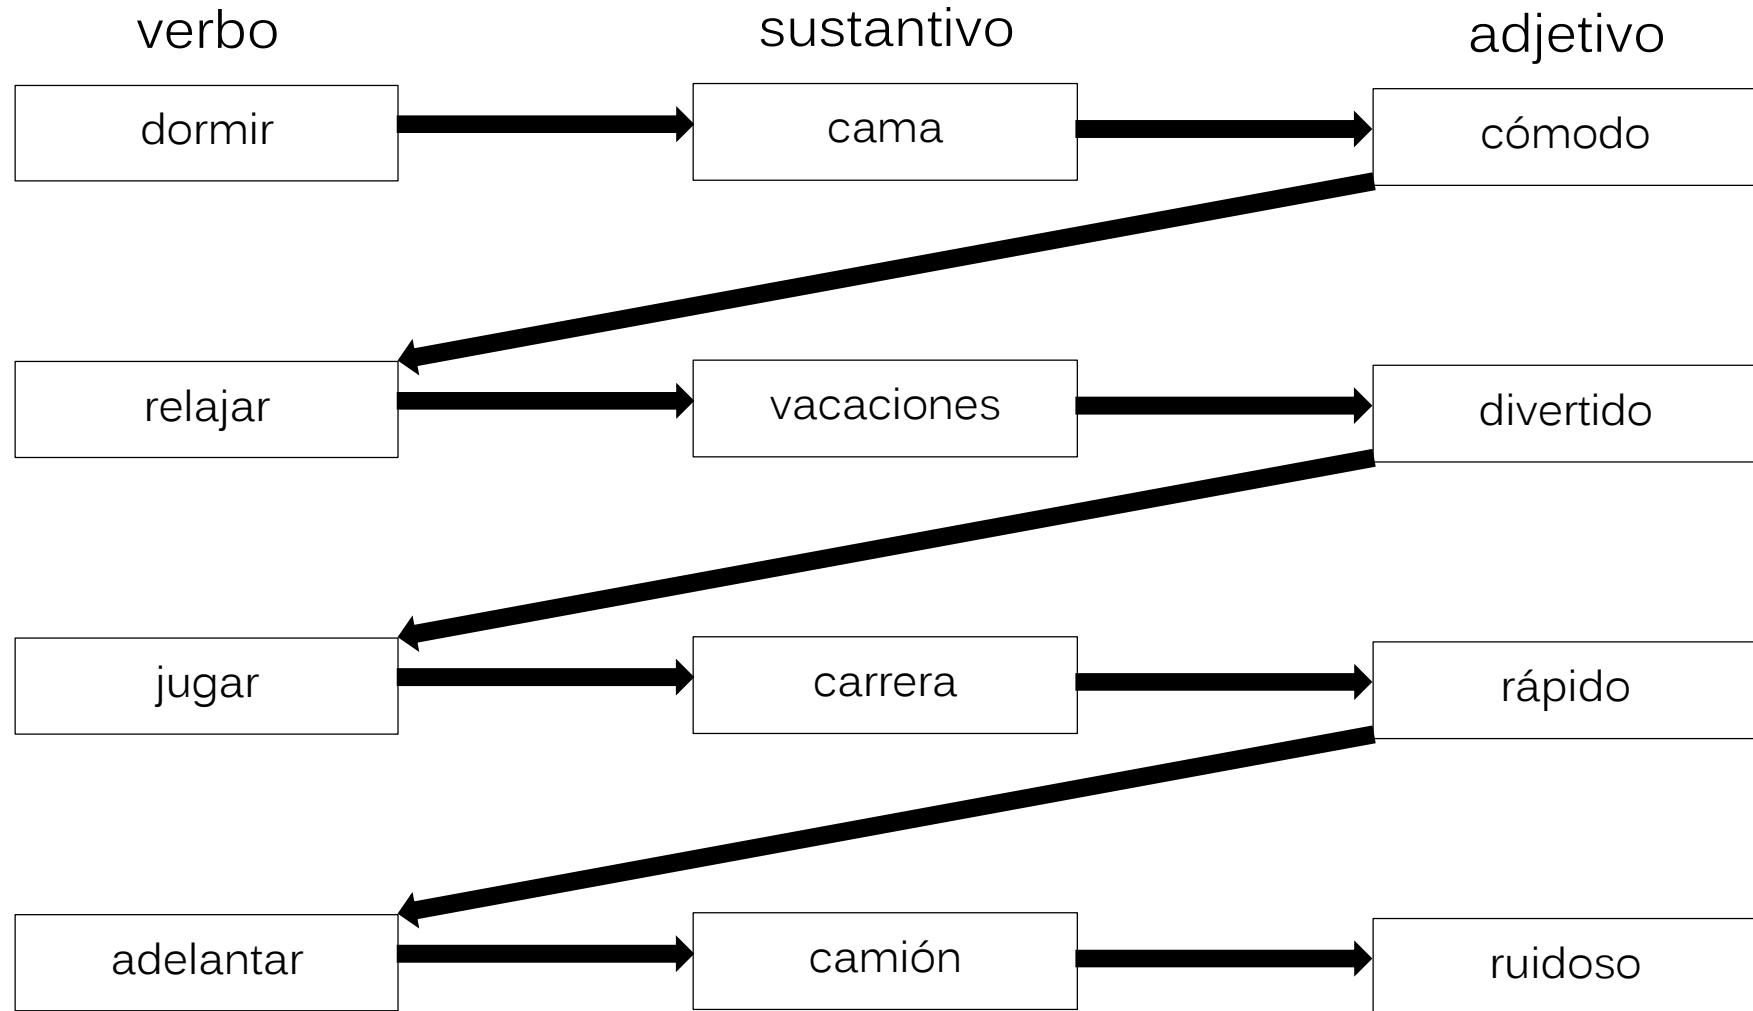 verbo sustantivo adjetivo
dormir cama cómodo
relajar vacaciones divertido
jugar carrera rápido
adelantar camión ruidoso